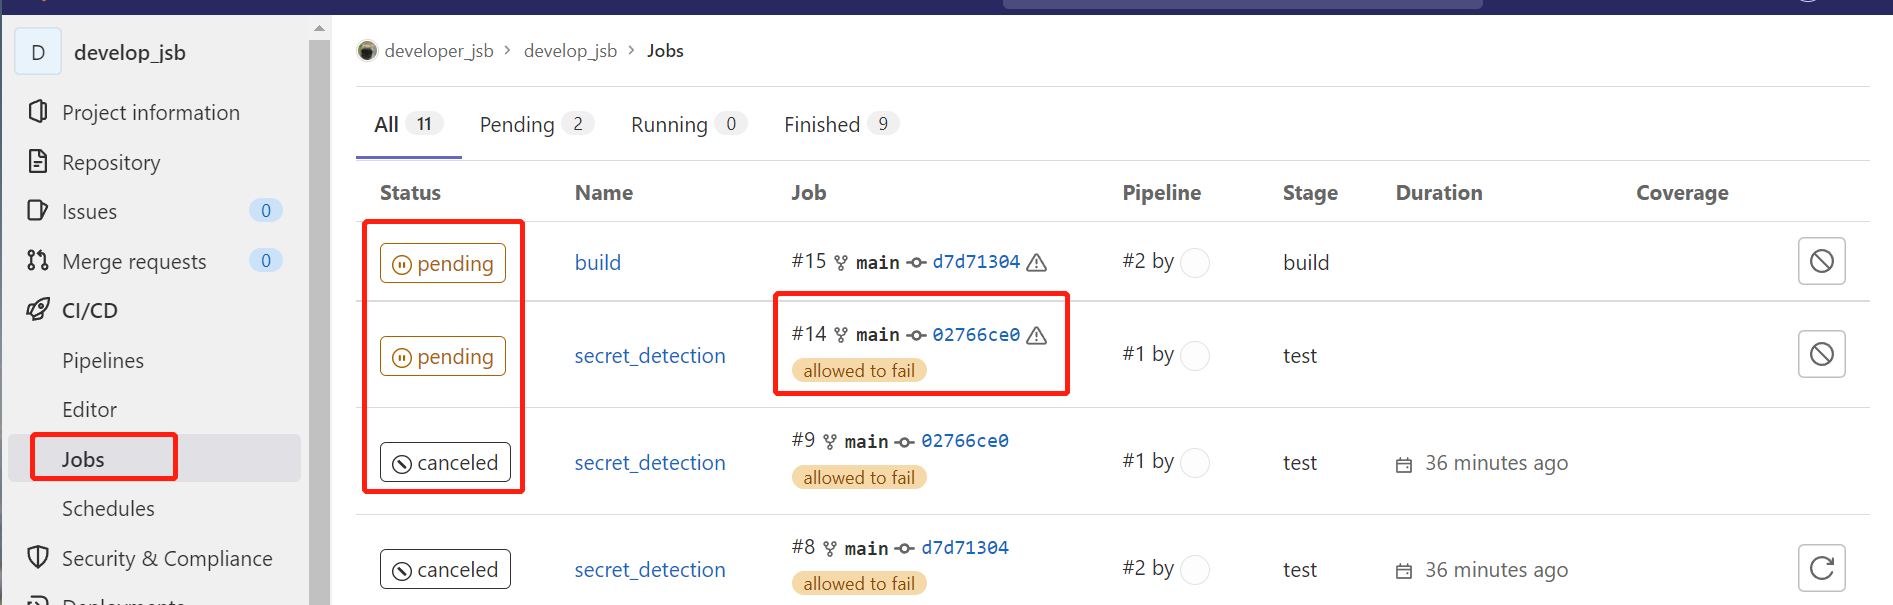 D develop_jsb
Project information
Repository
Issues 0
Merge requests 0
CI/CD
Pipelines
Editor
Jobs
Schedules
Security & Compliance
Deployments
developer_jsb > develop_jsb > Jobs
All 11 Pending 2 Running 0 Finished 9
Status Name Job Pipeline Stage Duration Coverage
pending build #15 main d7d71304 #2 by build
pending secret_detection #14 main 02766ce0 #1 by test
allowed to fail
canceled secret_detection #9 main 02766ce0 #1 by test 36 minutes ago
allowed to fail
canceled secret_detection #8 main d7d71304 #2 by test 36 minutes ago
allowed to fail